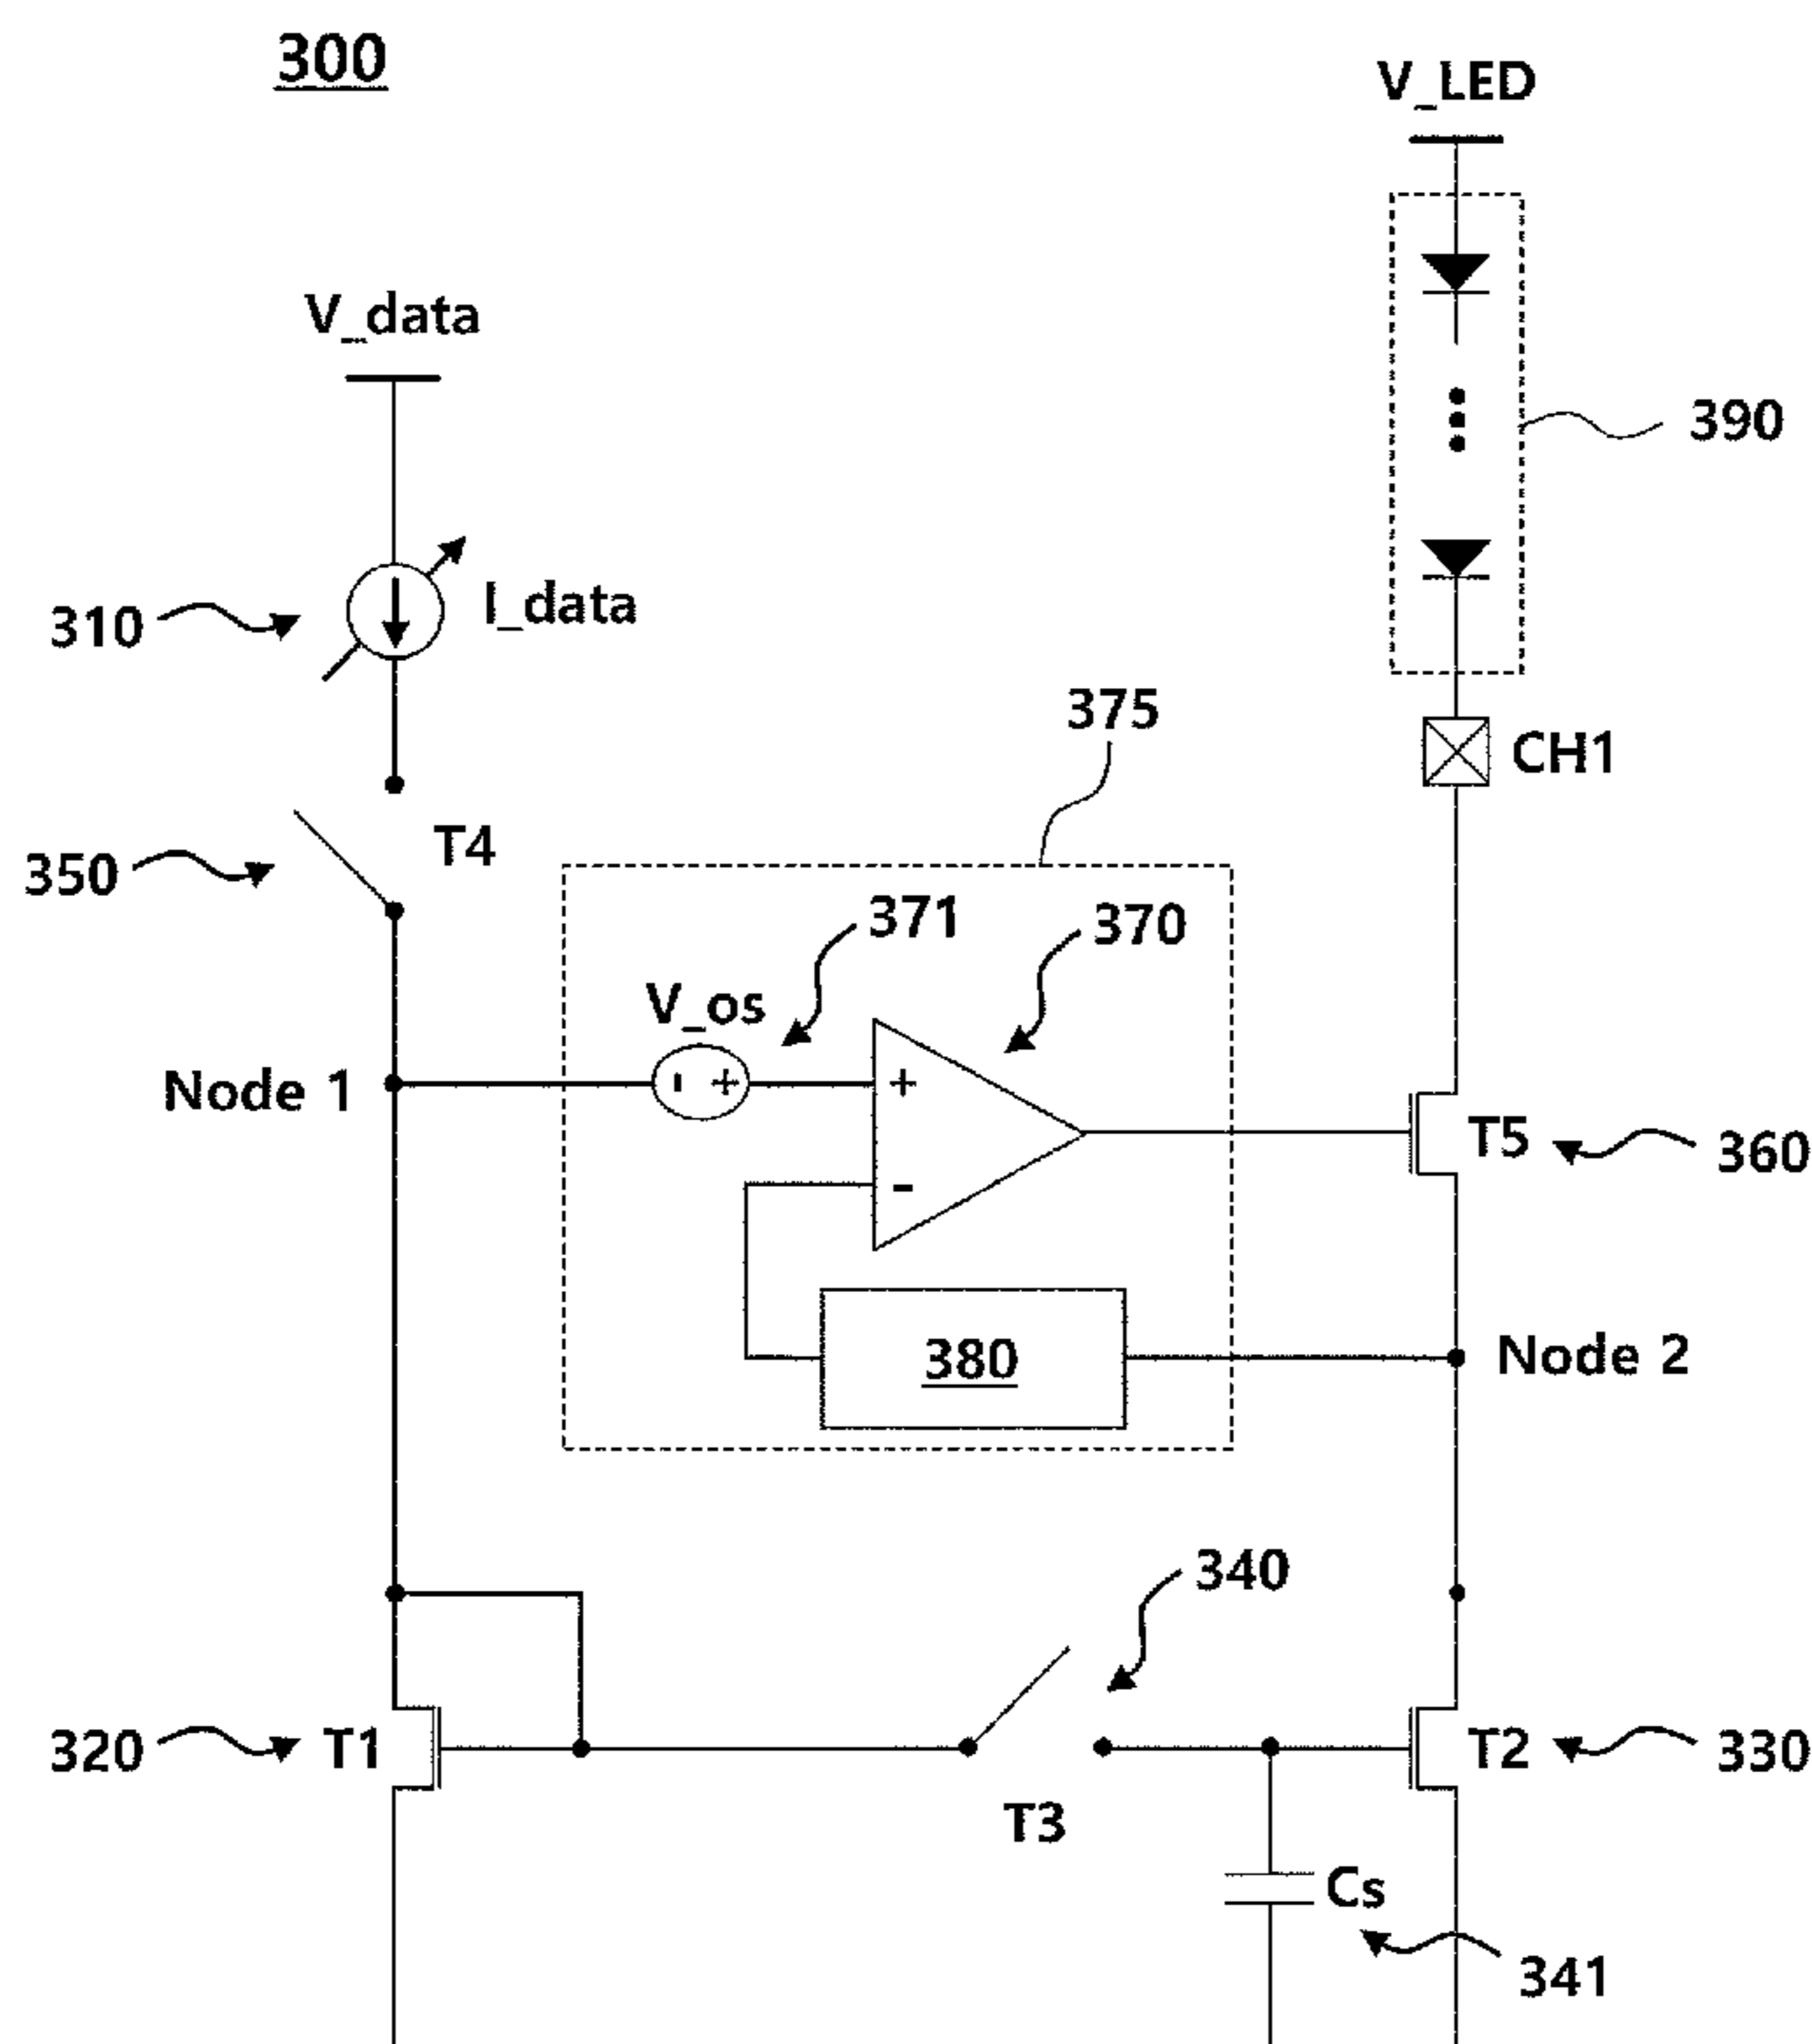 300
V_LED
V_data
390
310
I_data
375
CH1
T4
350
371
370
V_os
Node 1
- +
+
T5
360
-
380
Node 2
340
320
T1
T2
330
T3
Cs
341